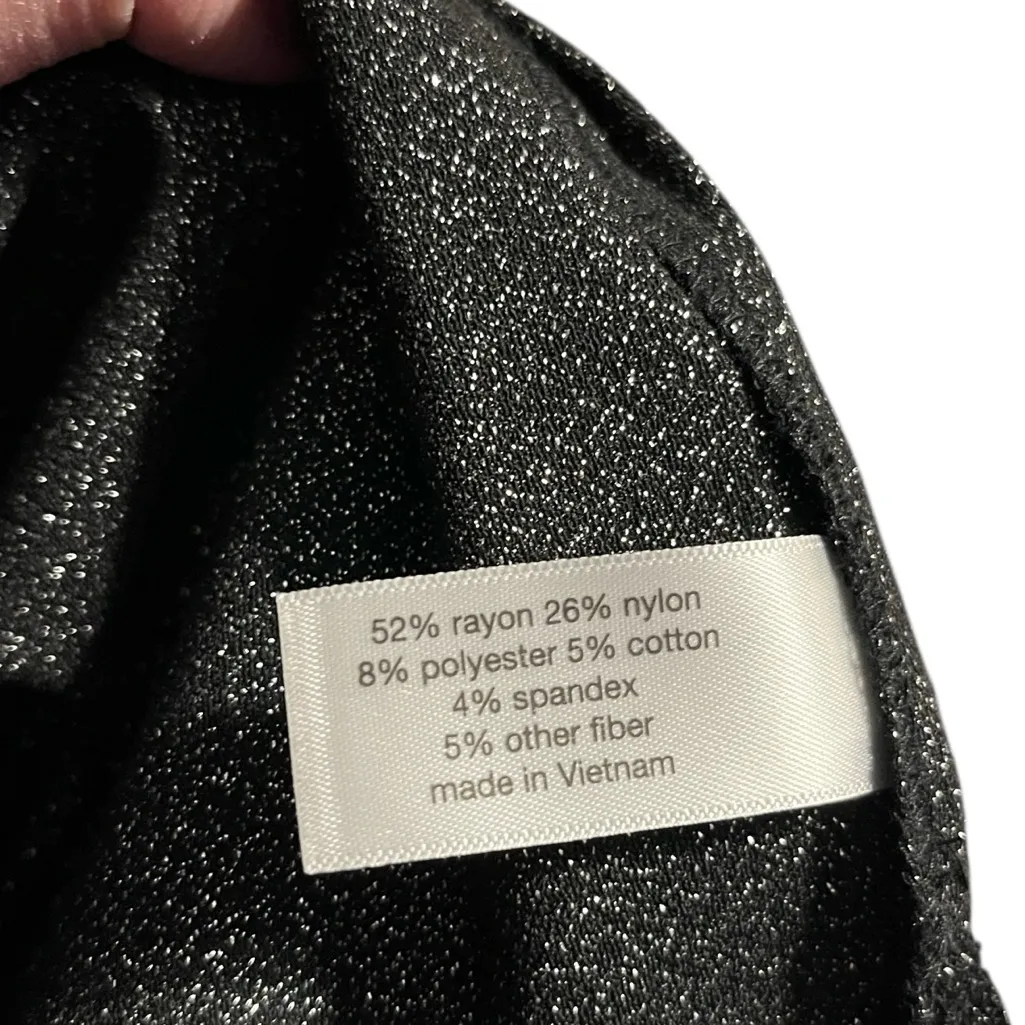 52% rayon 26% nylon
8% polyester 5% cotton
4% spandex
5% other fiber
made in Vietnam